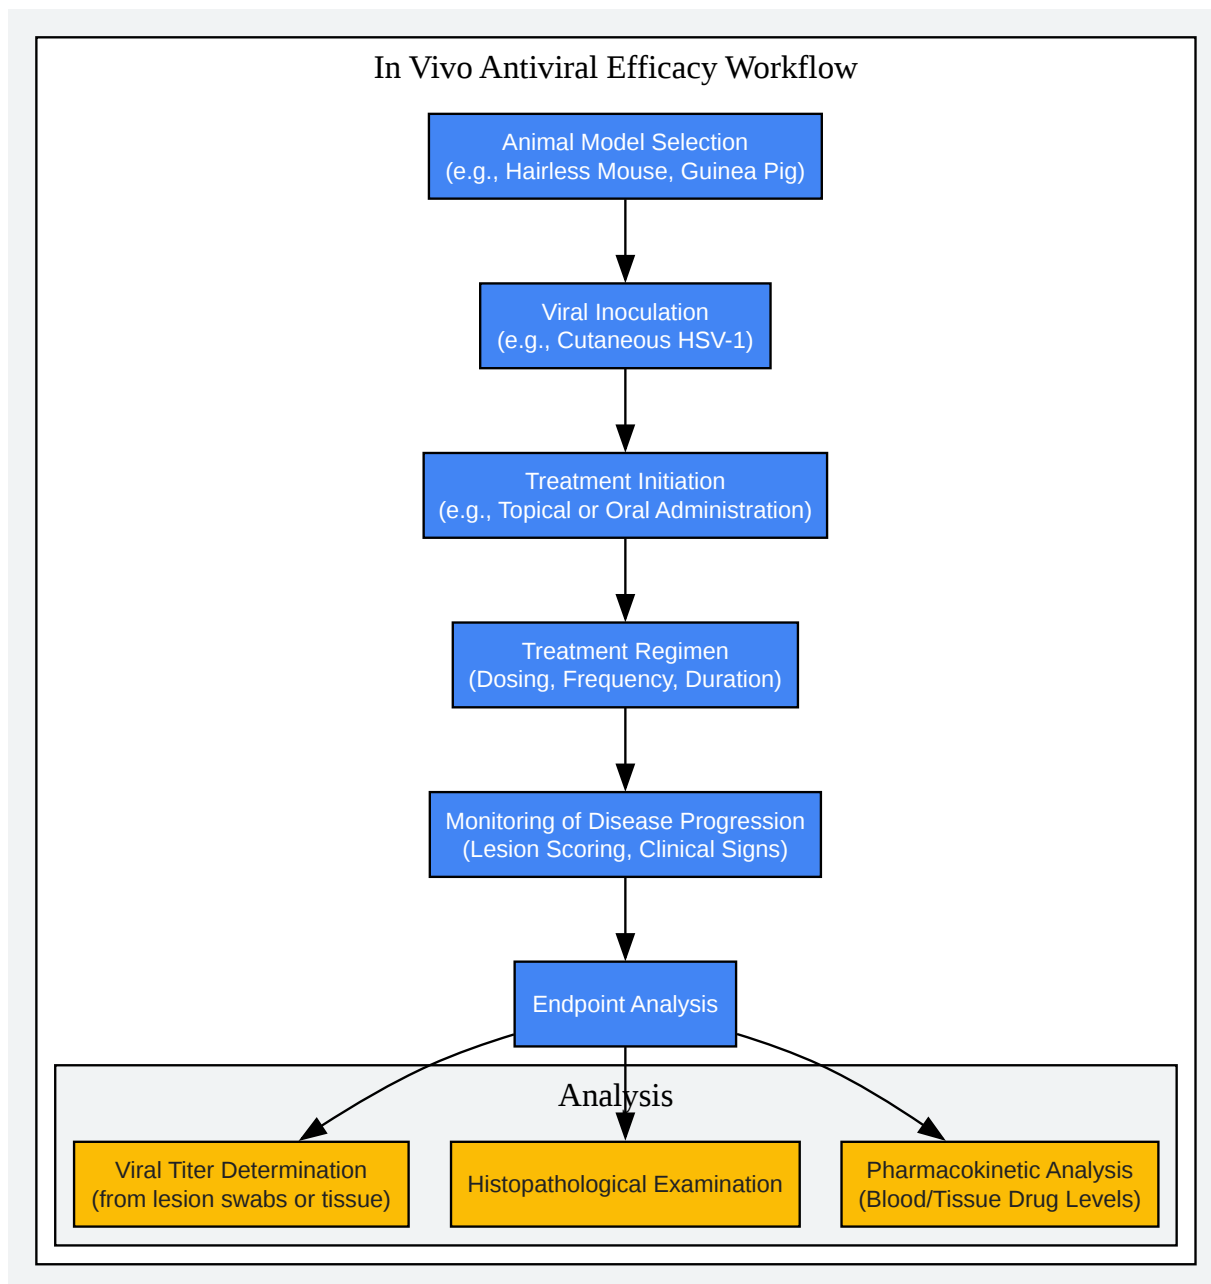 In Vivo Antiviral Efficacy Workflow
Animal Model Selection
(e.g., Hairless Mouse, Guinea Pig)
Viral Inoculation
(e.g., Cutaneous HSV-1)
Treatment Initiation
(e.g., Topical or Oral Administration)
Treatment Regimen
(Dosing, Frequency, Duration)
Monitoring of Disease Progression
(Lesion Scoring, Clinical Signs)
Endpoint Analysis
Analysis
Viral Titer Determination
(from lesion swabs or tissue)
Histopathological Examination
Pharmacokinetic Analysis
(Blood/Tissue Drug Levels)